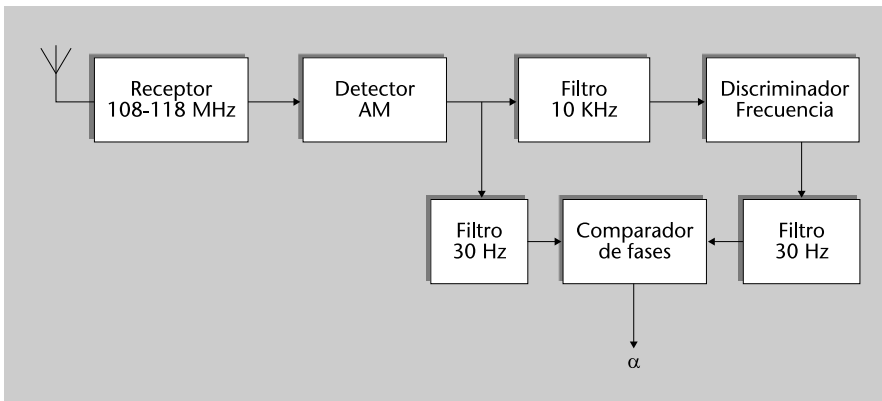 Receptor
108-118 MHz
Detector
AM
Filtro
10 KHz
Discriminador
Frecuencia
Filtro
30 Hz
Comparador
de fases
Filtro
30 Hz
α